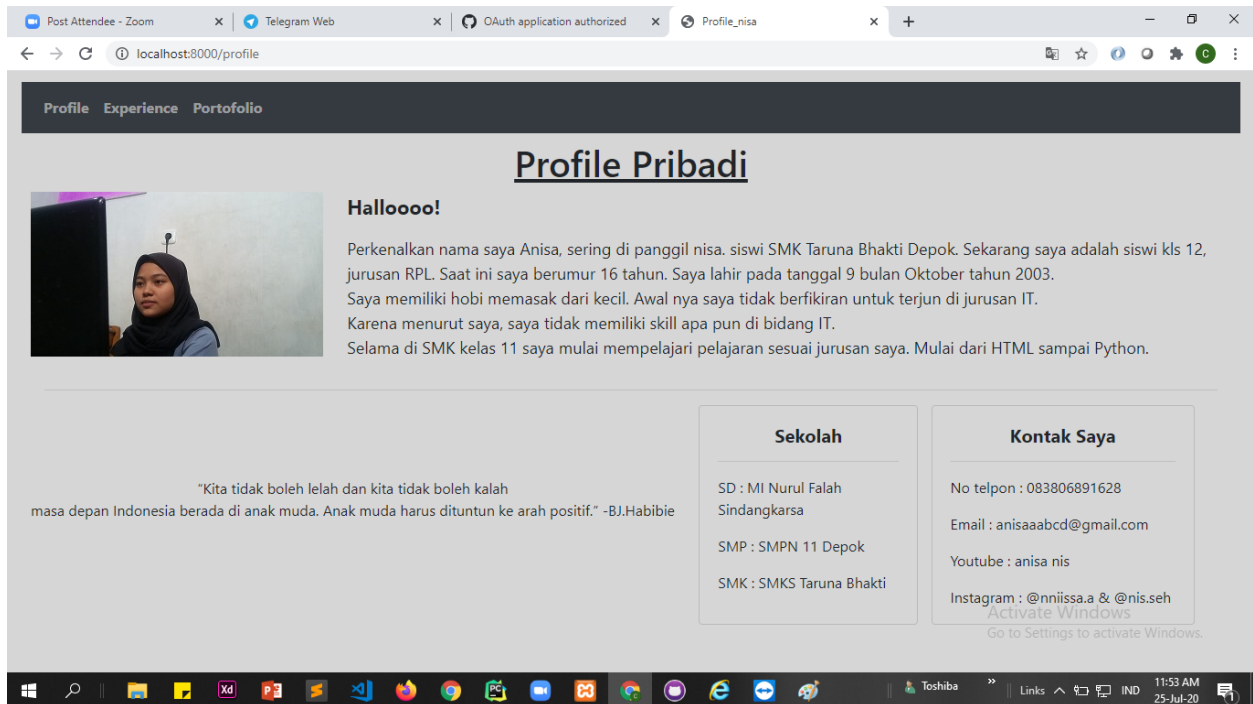 Post Attendee - Zoom
Telegram Web
OAuth application authorized
Profile_nisa
localhost:8000/profile
C
Profile Experience Portofolio
Profile Pribadi
Halloooo!
Perkenalkan nama saya Anisa, sering di panggil nisa. siswi SMK Taruna Bhakti Depok. Sekarang saya adalah siswi kls 12,
jurusan RPL. Saat ini saya berumur 16 tahun. Saya lahir pada tanggal 9 bulan Oktober tahun 2003.
Saya memiliki hobi memasak dari kecil. Awal nya saya tidak berfikiran untuk terjun di jurusan IT.
Karena menurut saya, saya tidak memiliki skill apa pun di bidang IT.
Selama di SMK kelas 11 saya mulai mempelajari pelajaran sesuai jurusan saya. Mulai dari HTML sampai Python.
"Kita tidak boleh lelah dan kita tidak boleh kalah
masa depan Indonesia berada di anak muda. Anak muda harus dituntun ke arah positif." -BJ.Habibie
Sekolah
SD : MI Nurul Falah
Sindangkarsa
SMP : SMPN 11 Depok
SMK : SMKS Taruna Bhakti
Kontak Saya
No telpon : 083806891628
Email : anisaaabcd@gmail.com
Youtube : anisa nis
Instagram : @nniissa.a & @nis.seh
Activate Windows
Go to Settings to activate Windows.
Xd
PC
Toshiba
Links
IND
11:53 AM
25-Jul-20
1